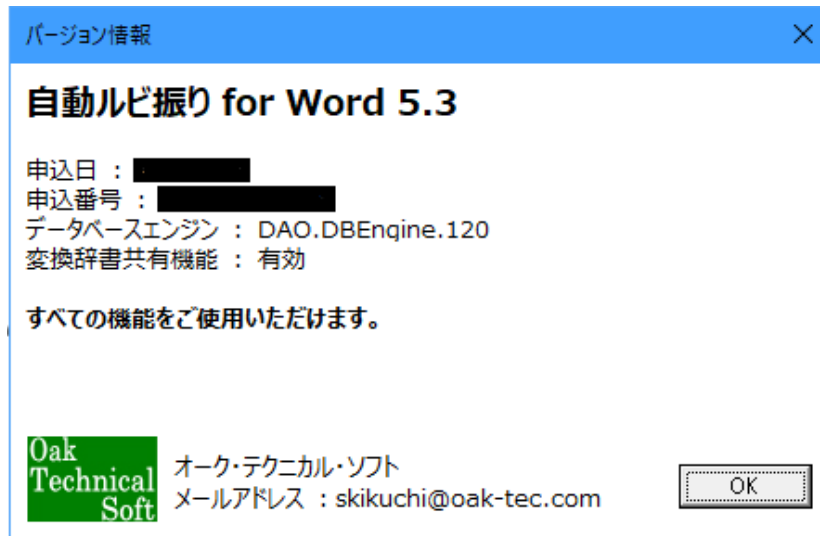 バージョン情報
自動ルビ振り for Word 5.3
申込日 :
申込番号 :
データベースエンジン : DAO.DBEngine.120
変換辞書共有機能 : 有効
すべての機能をご使用いただけます。
Oak
Technical
Soft
オーク・テクニカル・ソフト
メールアドレス : skikuchi@oak-tec.com
OK